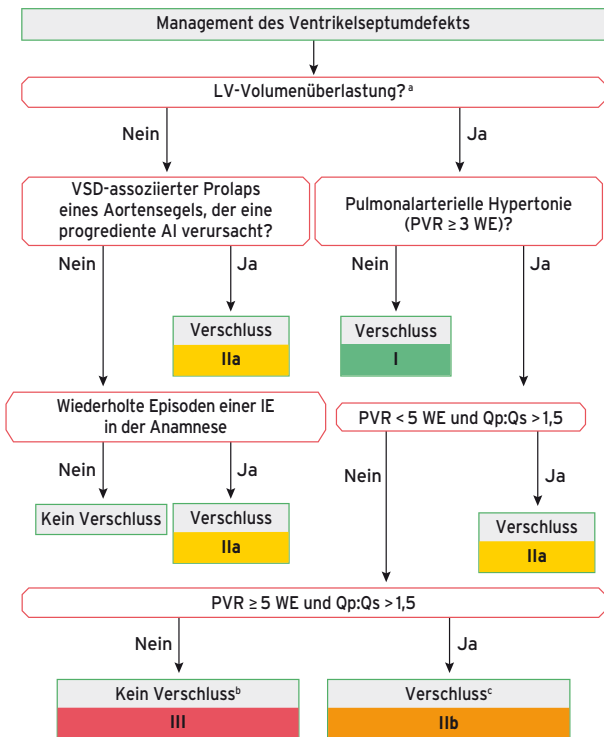 Management des Ventrikelseptumdefekts
LV-Volumenüberlastung? ᵃ
Nein
Ja
VSD-assoziierter Prolaps
eines Aortensegels, der eine
progrediente AI verursacht?
Pulmonalarterielle Hypertonie
(PVR ≥ 3 WE)?
Nein
Ja
Nein
Ja
Verschluss
IIa
Verschluss
I
Wiederholte Episoden einer IE
in der Anamnese
PVR < 5 WE und Qp:Qs > 1,5
Nein
Ja
Nein
Ja
Kein Verschluss
Verschluss
IIa
Verschluss
IIa
PVR ≥ 5 WE und Qp:Qs > 1,5
Nein
Ja
Kein Verschlussᵇ
III
Verschlussᶜ
IIb